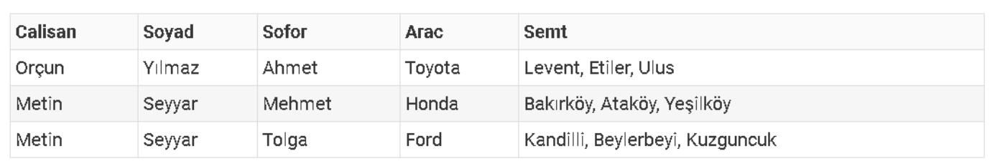 Calisan Soyad Sofor Arac Semt
Orçun Yılmaz Ahmet Toyota Levent, Etiler, Ulus
Metin Seyyar Mehmet Honda Bakırköy, Ataköy, Yeşilköy
Metin Seyyar Tolga Ford Kandilli, Beylerbeyi, Kuzguncuk